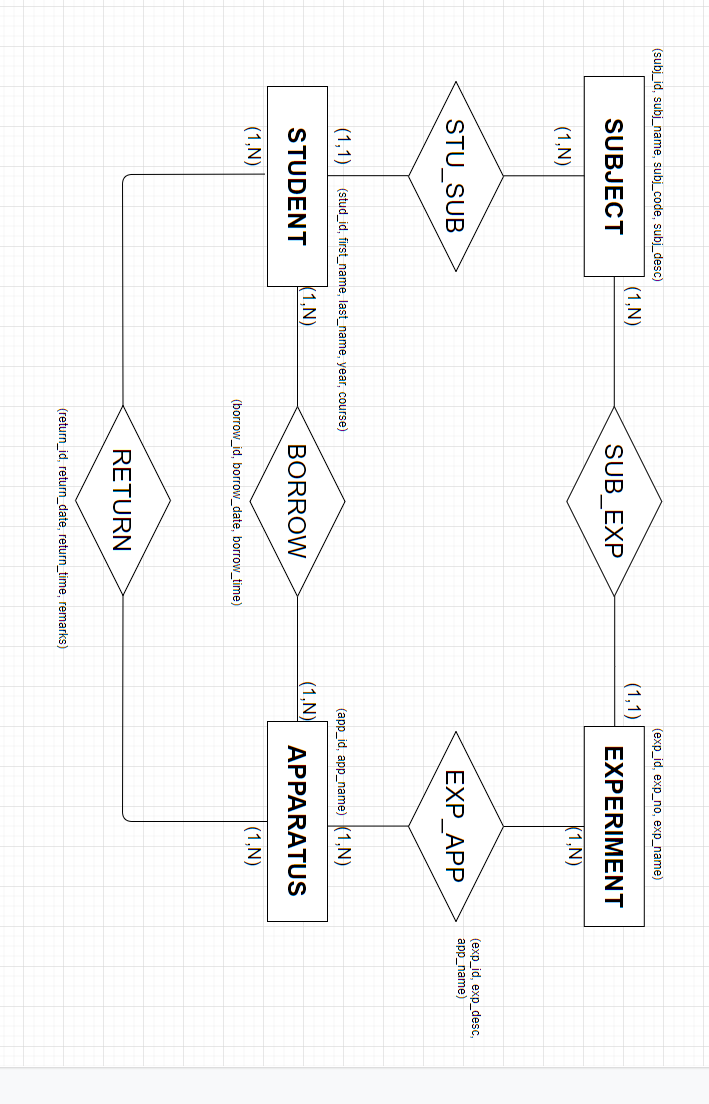 (subj_id, subj_name, subj_code, subj_desc)
(exp_id, exp_no, exp_name)
(1,N)
(1,1)
SUBJECT
SUB_EXP
EXPERIMENT
(1,N)
(1,N)
STU_SUB
EXP_APP
(exp_id, exp_desc,
app_name)
(1,1)
(stud_id, first_name, last_name, year, course)
(app_id, app_name)
(1,N)
(1,N)
(1,N)
STUDENT
BORROW
APPARATUS
(1,N)
(borrow_id, borrow_date, borrow_time)
(1,N)
RETURN
(return_id, return_date, return_time, remarks)